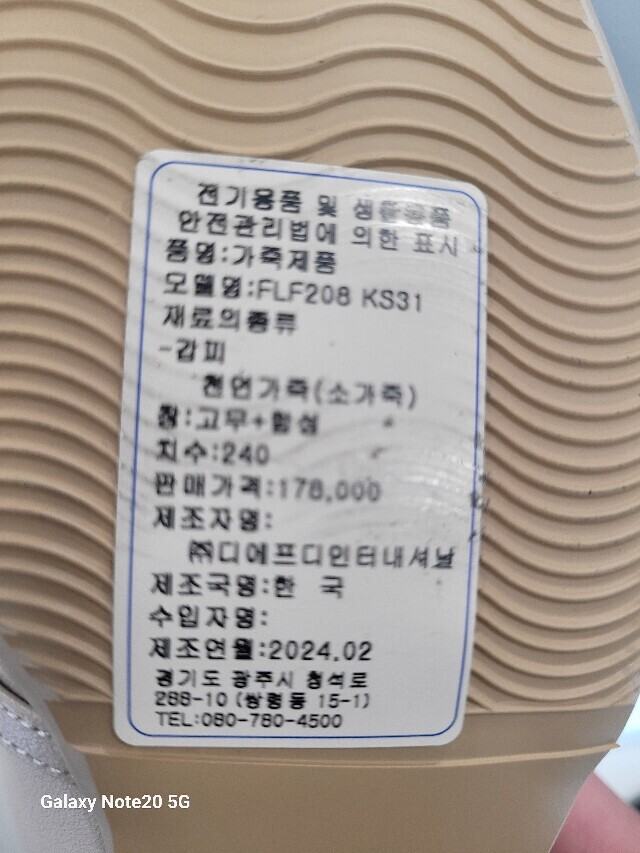 전기용품 및 생활용품
안전관리법에 의한 표시
품명:가죽제품
모델명:FLF208 KS31
재료의종류
-갑피
천연가죽(소가죽)
창:고무+합성
치수:240
판매가격:178,000
제조자명:
㈜디에프디인터내셔날
제조국명:한 국
수입자명:
제조연월:2024.02
경기도 광주시 청석로
288-10 (쌍령동 15-1)
TEL:080-780-4500
Galaxy Note20 5G